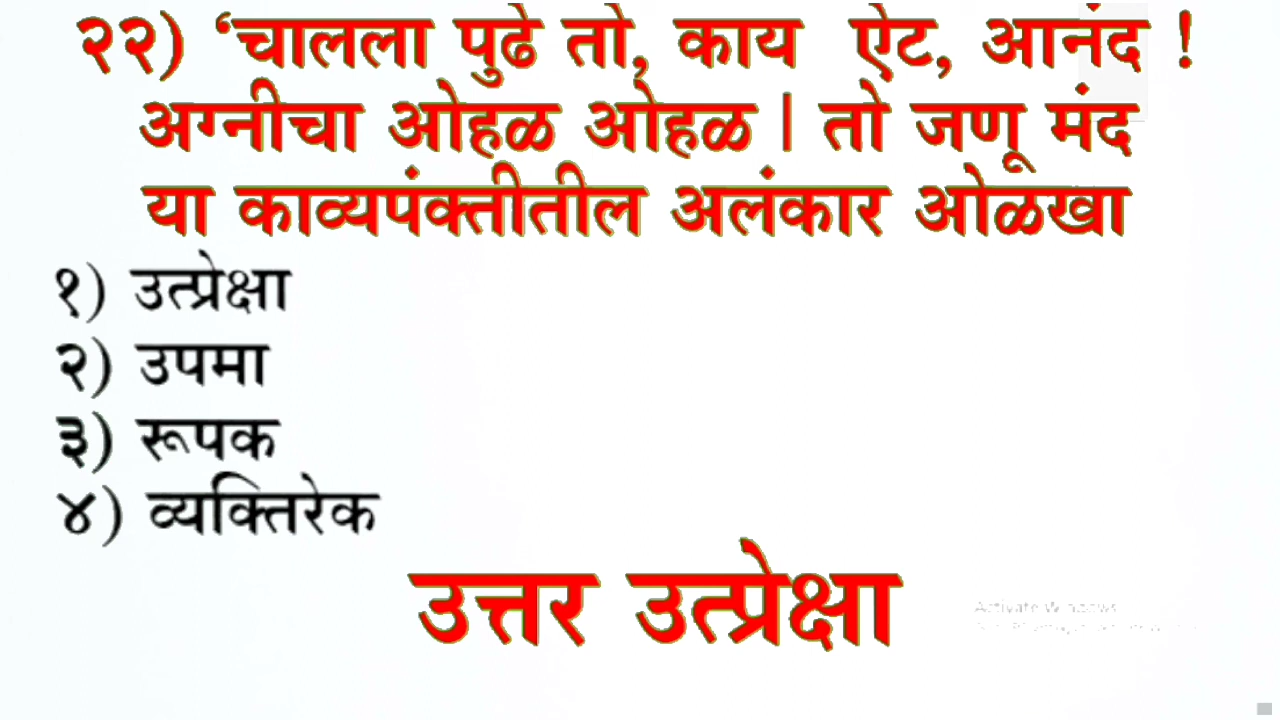 २२) ‘चालला पुढे तो, काय ऐट, आनंद !
अग्नीचा ओहळ ओहळ | तो जणू मंद
या काव्यपंक्तीतील अलंकार ओळखा
१) उत्प्रेक्षा
२) उपमा
३) रूपक
४) व्यक्तिरेक
उत्तर उत्प्रेक्षा
Activate Windows